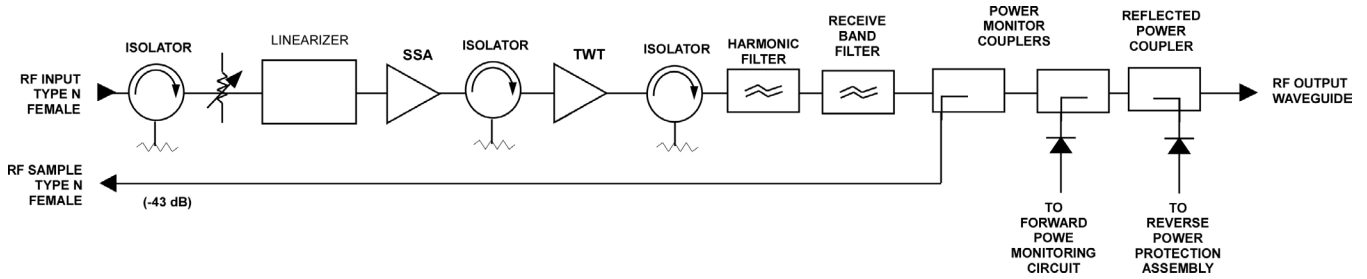 RF INPUT
TYPE N
FEMALE
ISOLATOR
LINEARIZER
SSA
ISOLATOR
TWT
ISOLATOR
HARMONIC
FILTER
RECEIVE
BAND
FILTER
POWER
MONITOR
COUPLERS
REFLECTED
POWER
COUPLER
RF OUTPUT
WAVEGUIDE
RF SAMPLE
TYPE N
FEMALE
(-43 dB)
TO
FORWARD
POWE
MONITORING
CIRCUIT
TO
REVERSE
POWER
PROTECTION
ASSEMBLY